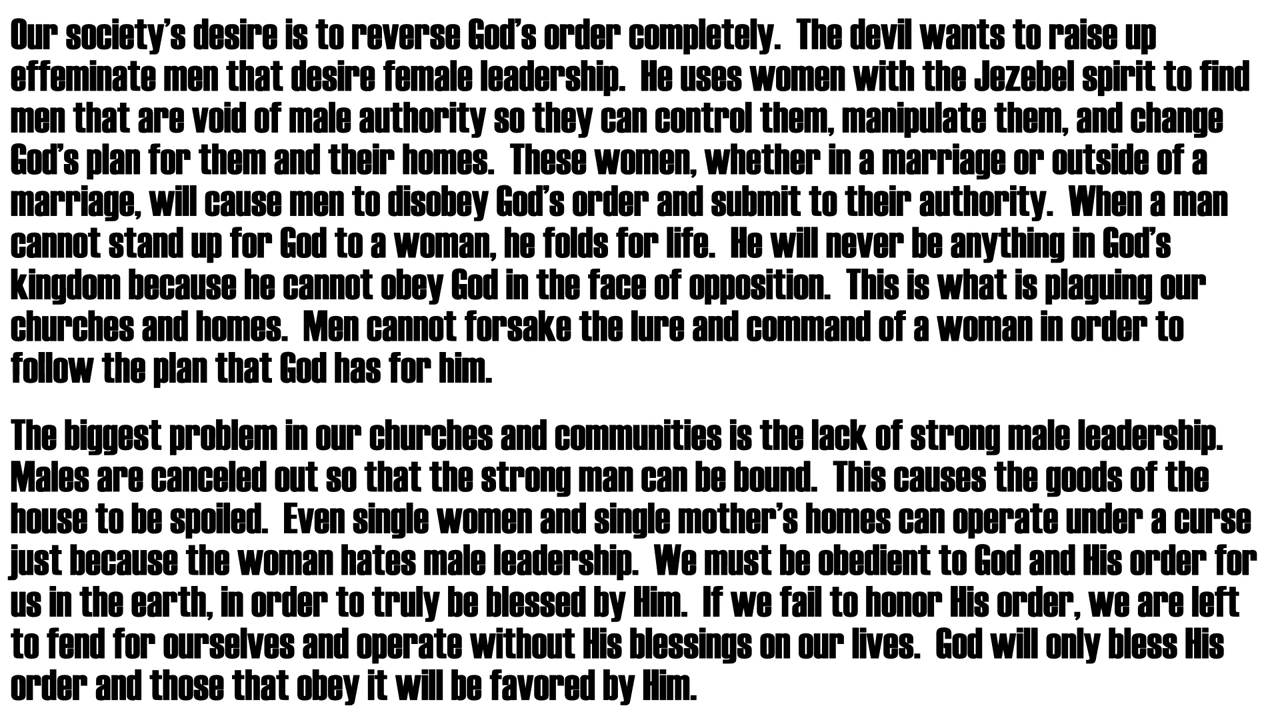 Our society's desire is to reverse God's order completely.  The devil wants to raise up
effeminate men that desire female leadership.  He uses women with the Jezebel spirit to find
men that are void of male authority so they can control them, manipulate them, and change
God's plan for them and their homes.  These women, whether in a marriage or outside of a
marriage, will cause men to disobey God's order and submit to their authority.  When a man
cannot stand up for God to a woman, he folds for life.  He will never be anything in God's
kingdom because he cannot obey God in the face of opposition.  This is what is plaguing our
churches and homes.  Men cannot forsake the lure and command of a woman in order to
follow the plan that God has for him.
The biggest problem in our churches and communities is the lack of strong male leadership.
Males are canceled out so that the strong man can be bound.  This causes the goods of the
house to be spoiled.  Even single women and single mother's homes can operate under a curse
just because the woman hates male leadership.  We must be obedient to God and His order for
us in the earth, in order to truly be blessed by Him.  If we fail to honor His order, we are left
to fend for ourselves and operate without His blessings on our lives.  God will only bless His
order and those that obey it will be favored by Him.